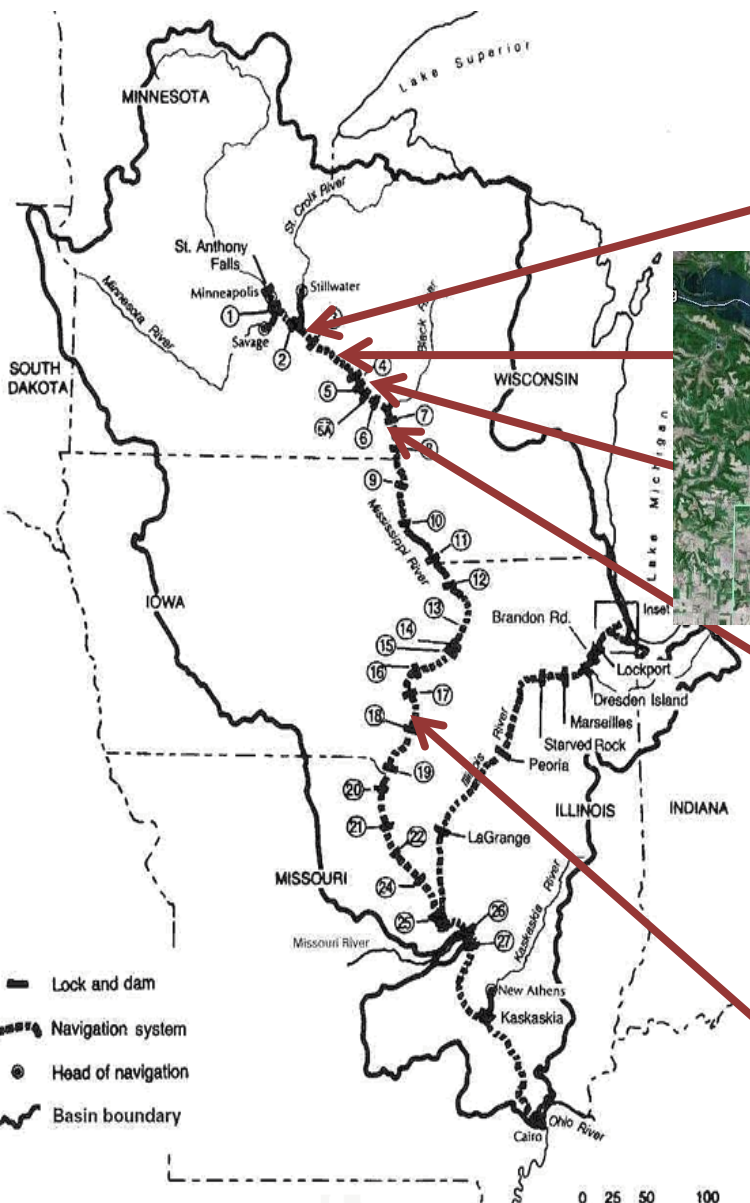 Lake Superior
MINNESOTA
St. Croix River
St. Anthony
Falls
Stillwater
Minneapolis
Minnesota River
Black River
1
Savage
2
4
SOUTH
DAKOTA
WISCONSIN
5
5A
6
7
Lake Michigan
9
Mississippi River
10
11
12
IOWA
13
Inset
14
Brandon Rd.
15
Lockport
16
Dresden Island
17
Marseilles
18
Starved Rock
Illinois River
Peoria
19
20
ILLINOIS
INDIANA
21
22
LaGrange
MISSOURI
24
Kaskaskia River
25
26
Missouri River
27
Lock and dam
New Athens
Kaskaskia
Navigation system
Head of navigation
Basin boundary
Ohio River
Cairo
0 25 50 100